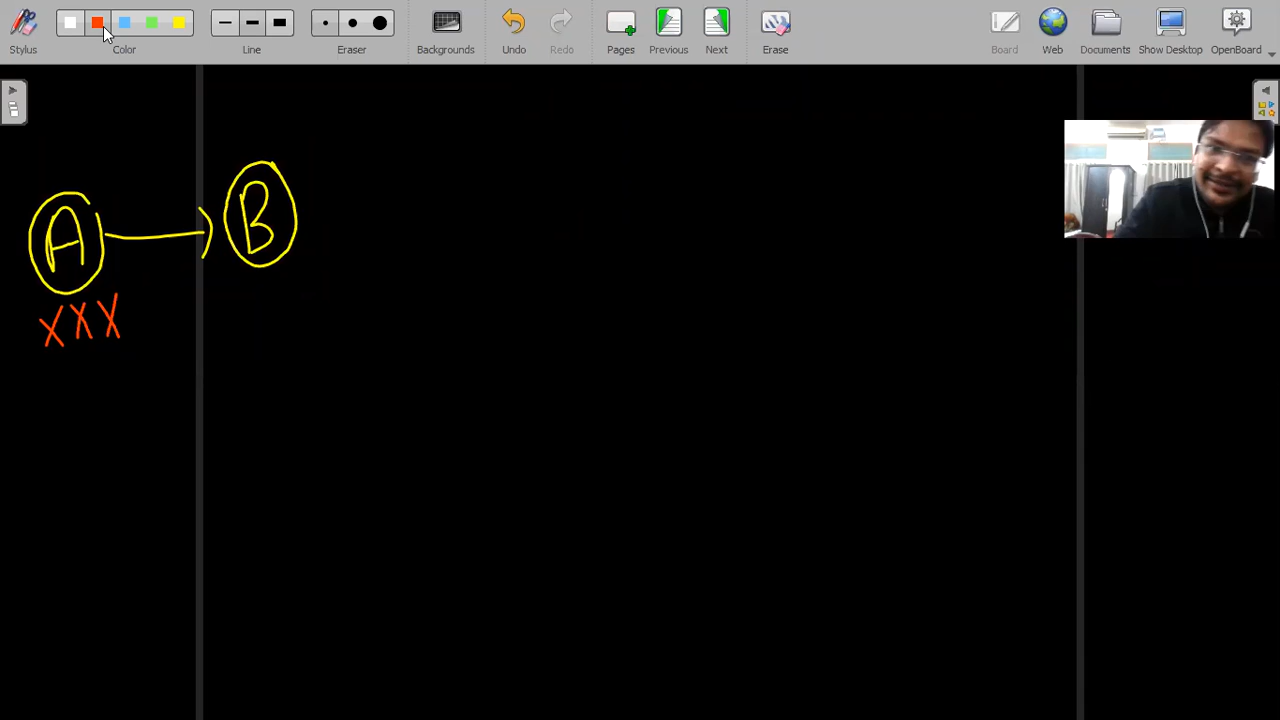 Stylus Color Line Eraser Backgrounds Undo Redo Pages Previous Next Erase Board Web Documents Show Desktop OpenBoard
A B
XXX